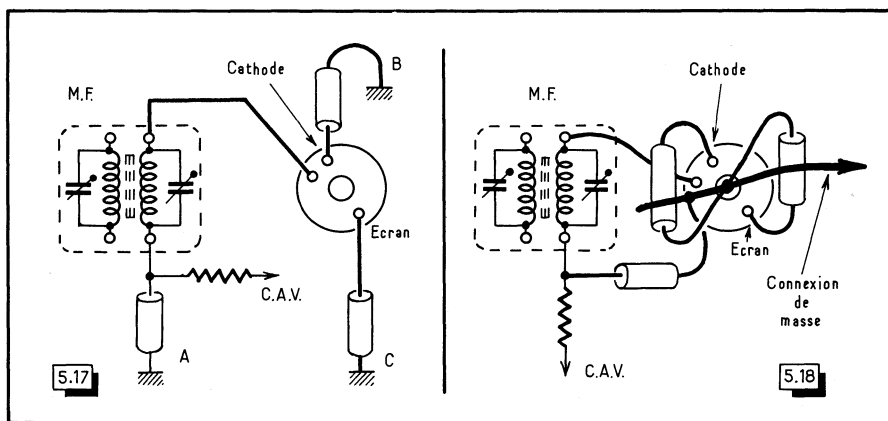 Cathode
B
M.F.
Ecran
C.A.V.
A
C
5.17
Cathode
M.F.
Ecran
Connexion
de
masse
C.A.V.
5.18